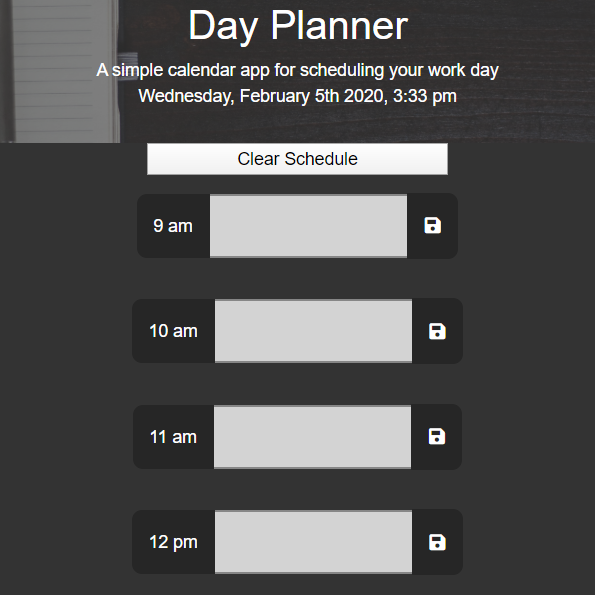 Day Planner
A simple calendar app for scheduling your work day
Wednesday, February 5th 2020, 3:33 pm
Clear Schedule
9 am
10 am
11 am
12 pm